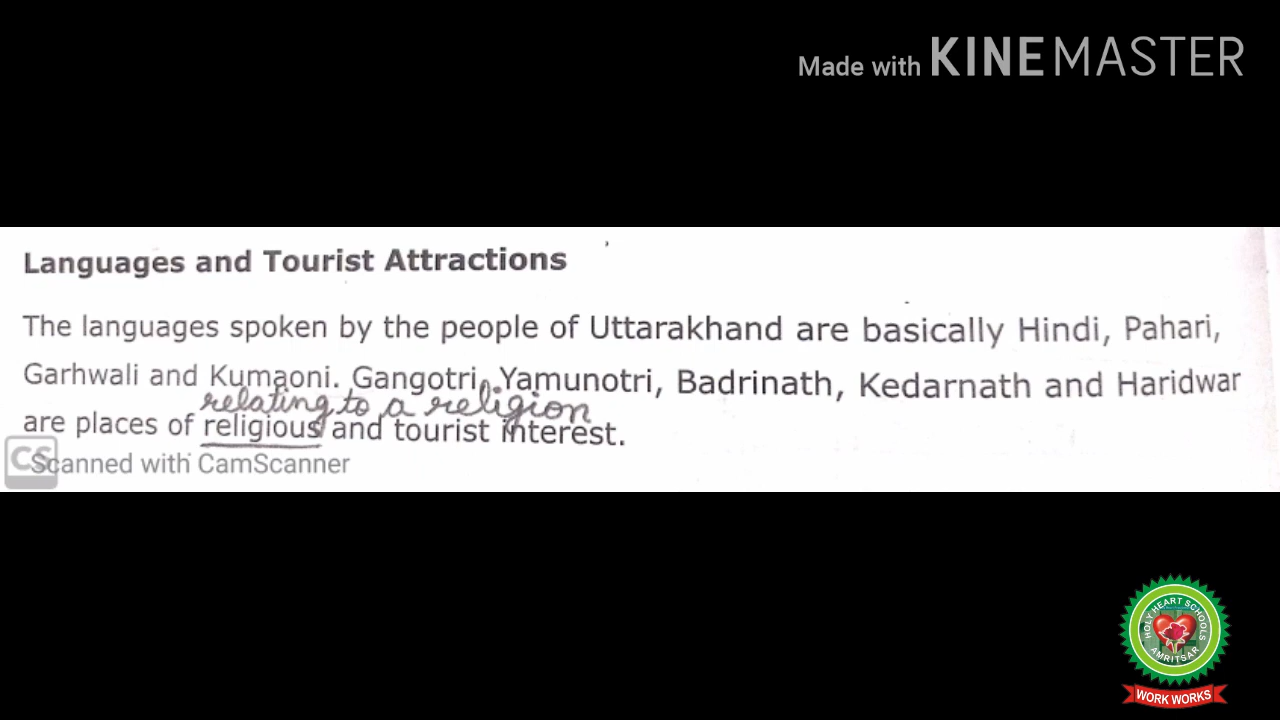 Made with KINEMASTER
Languages and Tourist Attractions
The languages spoken by the people of Uttarakhand are basically Hindi, Pahari,
Garhwali and Kumaoni. Gangotri, Yamunotri, Badrinath, Kedarnath and Haridwar
relating to a religion
are places of religious and tourist interest.
CS Scanned with CamScanner
HOLY HEART SCHOOLS
AMRITSAR
WORK WORKS